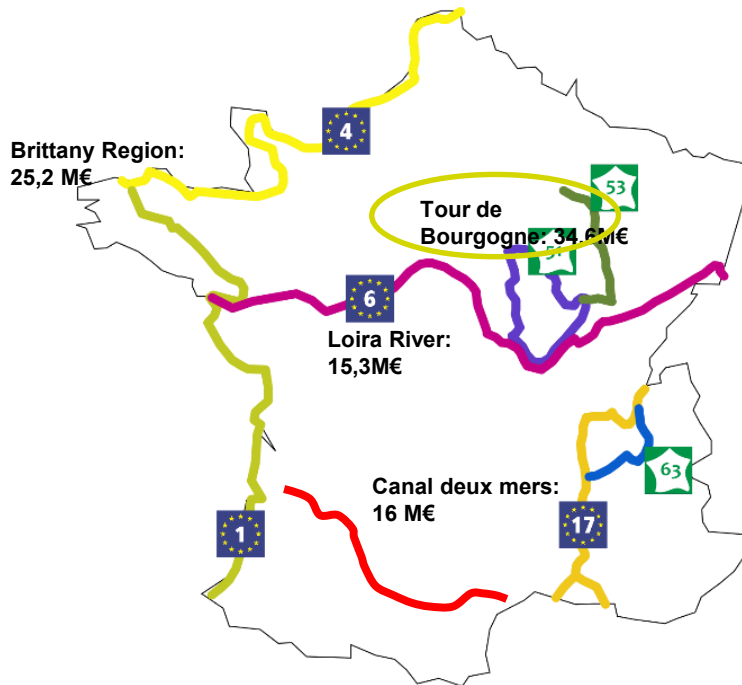 4
Brittany Region:
25,2 M€
53
Tour de
Bourgogne: 34,6M€
51
6
Loira River:
15,3M€
63
Canal deux mers:
16 M€
17
1